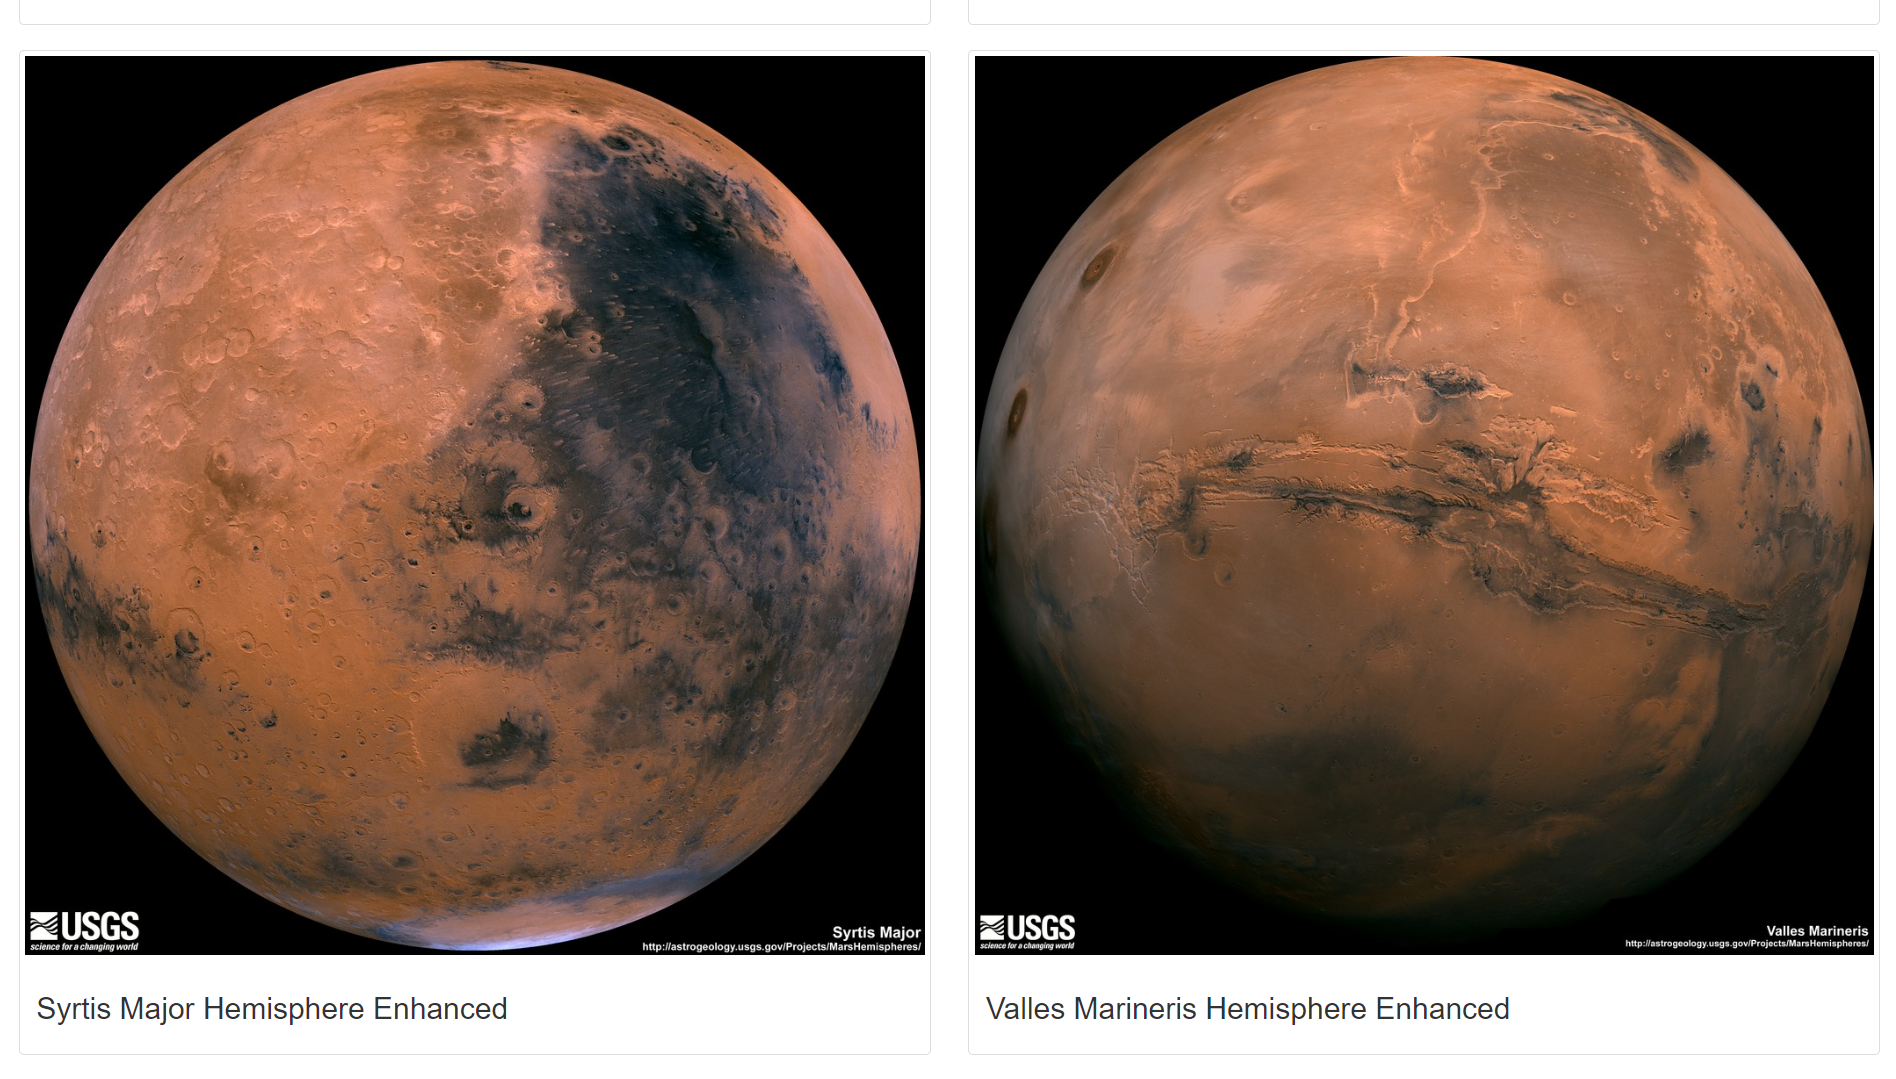 USGS
science for a changing world
Syrtis Major
http://astrogeology.usgs.gov/Projects/MarsHemispheres/
Syrtis Major Hemisphere Enhanced
USGS
science for a changing world
Valles Marineris
http://astrogeology.usgs.gov/Projects/MarsHemispheres/
Valles Marineris Hemisphere Enhanced